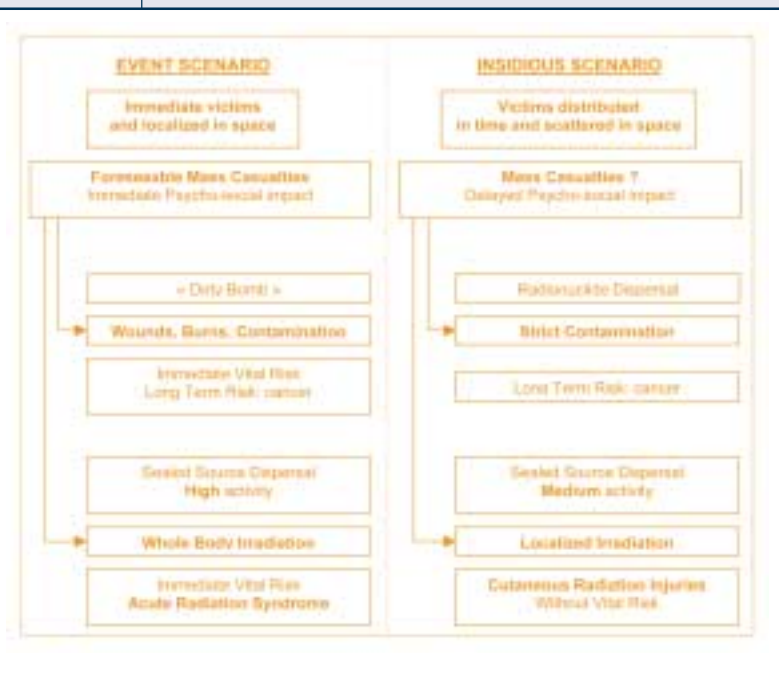 EVENT SCENARIO
Immediate victims
and localized in space
Foreseeable Mass Casualties
Immediate Psycho-social impact
« Dirty Bomb »
Wounds, Burns, Contamination
Immediate Vital Risk
Long Term Risk: cancer
Sealed Source Dispersal
High activity
Whole Body Irradiation
Immediate Vital Risk
Acute Radiation Syndrome
INSIDIOUS SCENARIO
Victims distributed
in time and scattered in space
Mass Casualties ?
Delayed Psycho-social impact
Radionuclide Dispersal
Strict Contamination
Long Term Risk: cancer
Sealed Source Dispersal
Medium activity
Localized Irradiation
Cutaneous Radiation Injuries
Without Vital Risk